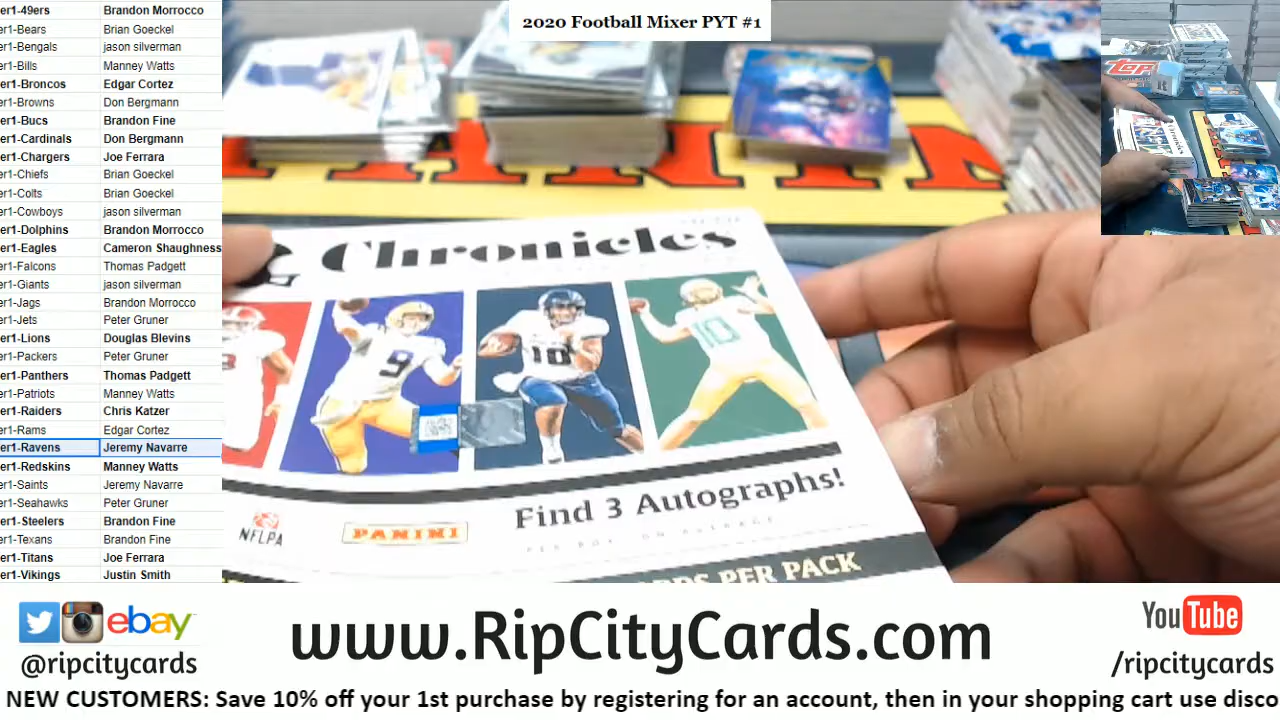 2020 Football Mixer PYT #1
er1-49ers Brandon Morrocco
er1-Bears Brian Goeckel
er1-Bengals jason silverman
er1-Bills Manney Watts
er1-Broncos Edgar Cortez
er1-Browns Don Bergmann
er1-Bucs Brandon Fine
er1-Cardinals Don Bergmann
er1-Chargers Joe Ferrara
er1-Chiefs Brian Goeckel
er1-Colts Brian Goeckel
er1-Cowboys jason silverman
er1-Dolphins Brandon Morrocco
er1-Eagles Cameron Shaughness
er1-Falcons Thomas Padgett
er1-Giants jason silverman
er1-Jags Brandon Morrocco
er1-Jets Peter Gruner
er1-Lions Douglas Blevins
er1-Packers Peter Gruner
er1-Panthers Thomas Padgett
er1-Patriots Manney Watts
er1-Raiders Chris Katzer
er1-Rams Edgar Cortez
er1-Ravens Jeremy Navarre
er1-Redskins Manney Watts
er1-Saints Jeremy Navarre
er1-Seahawks Peter Gruner
er1-Steelers Brandon Fine
er1-Texans Brandon Fine
er1-Titans Joe Ferrara
er1-Vikings Justin Smith
Chronicles
9
10
10
Find 3 Autographs!
PER BOX, ON AVERAGE
NFLPA
PANINI
CARDS PER PACK
Chronicles
ebay
@ripcitycards
www.RipCityCards.com
YouTube
/ripcitycards
NEW CUSTOMERS: Save 10% off your 1st purchase by registering for an account, then in your shopping cart use disco